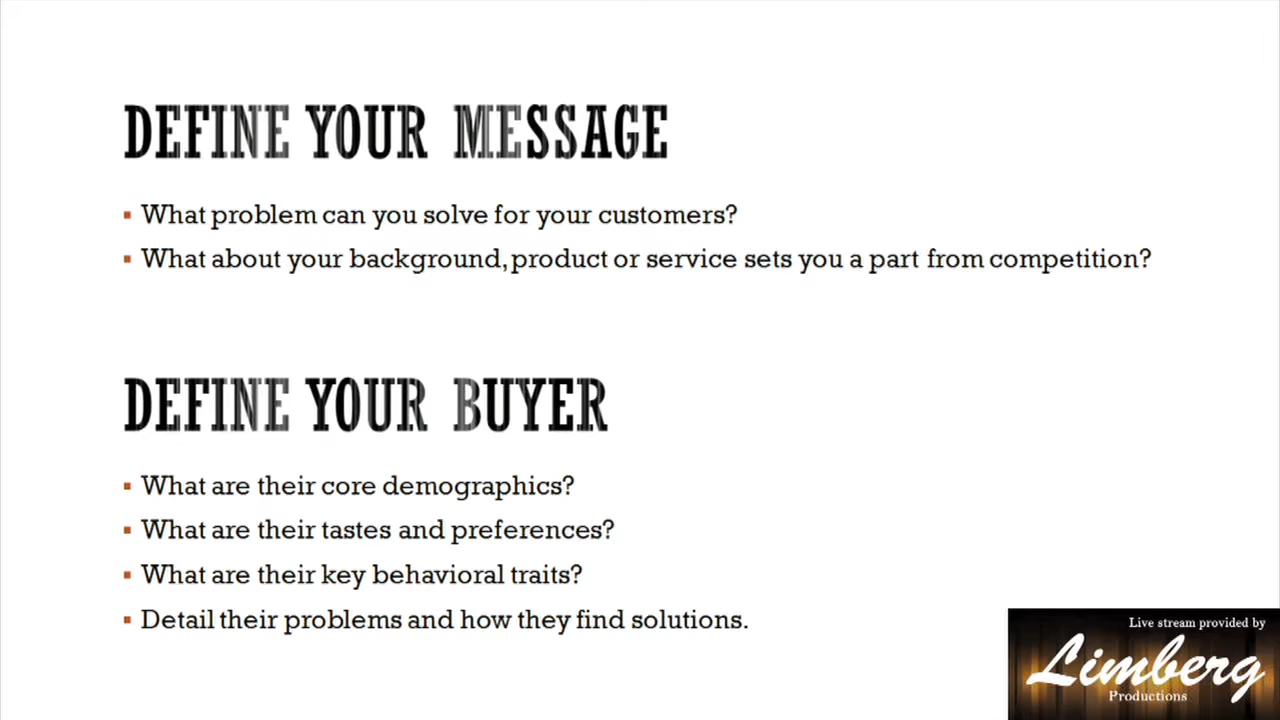 DEFINE YOUR MESSAGE
▪ What problem can you solve for your customers?
▪ What about your background, product or service sets you a part from competition?
DEFINE YOUR BUYER
▪ What are their core demographics?
▪ What are their tastes and preferences?
▪ What are their key behavioral traits?
▪ Detail their problems and how they find solutions.
Live stream provided by
Limberg
Productions